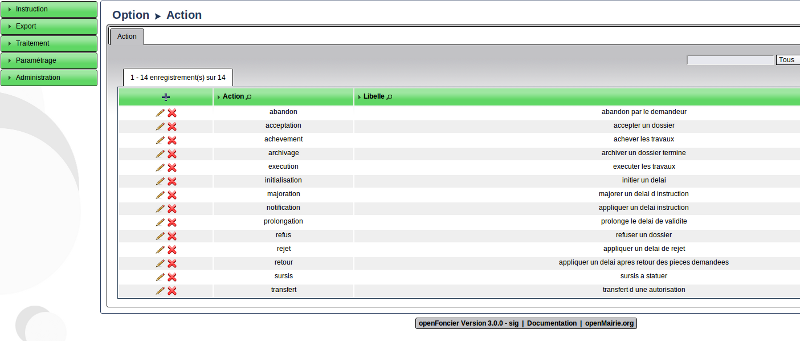 Instruction
Export
Traitement
Paramétrage
Administration
Option ➤ Action
Action
Tous
1 - 14 enregistrement(s) sur 14
Action Libelle
abandon abandon par le demandeur
acceptation accepter un dossier
achevement achever les travaux
archivage archiver un dossier termine
execution executer les travaux
initialisation initier un delai
majoration majorer un delai d instruction
notification appliquer un delai instruction
prolongation prolonge le delai de validite
refus refuser un dossier
rejet appliquer un delai de rejet
retour appliquer un delai apres retour des pieces demandees
sursis sursis a statuer
transfert transfert d une autorisation
openFoncier Version 3.0.0 - sig | Documentation | openMairie.org